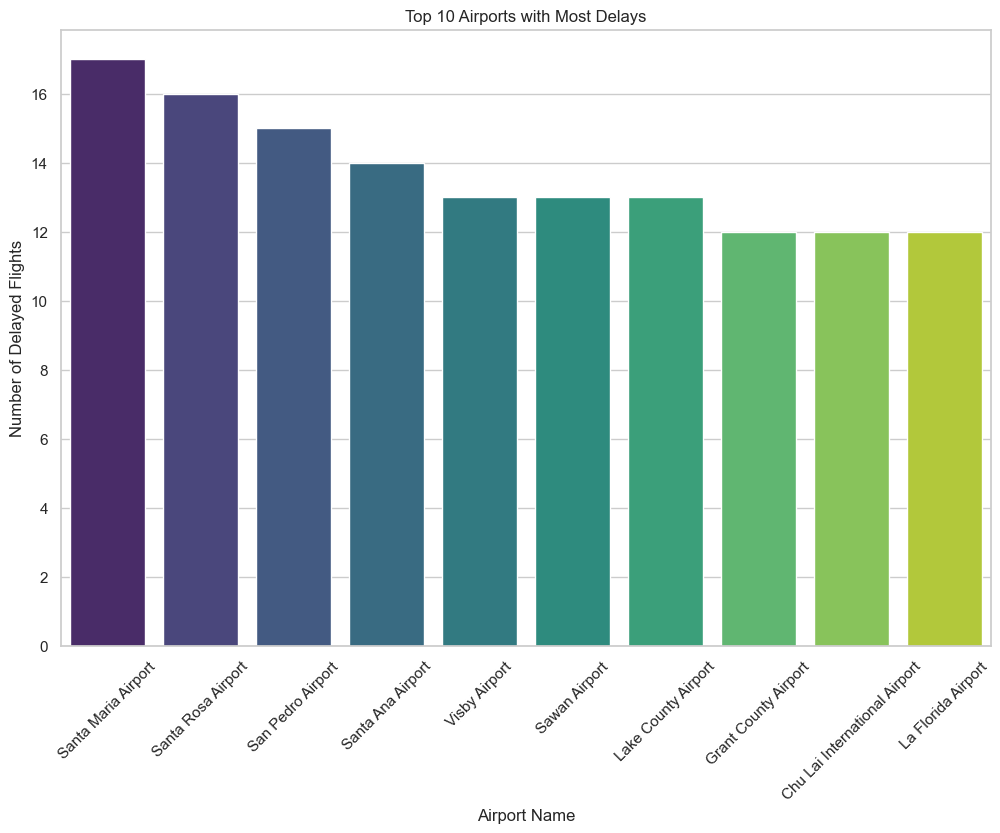 Top 10 Airports with Most Delays
Number of Delayed Flights
16
14
12
10
8
6
4
2
0
Santa Maria Airport
Santa Rosa Airport
San Pedro Airport
Santa Ana Airport
Visby Airport
Sawan Airport
Lake County Airport
Grant County Airport
Chu Lai International Airport
La Florida Airport
Airport Name